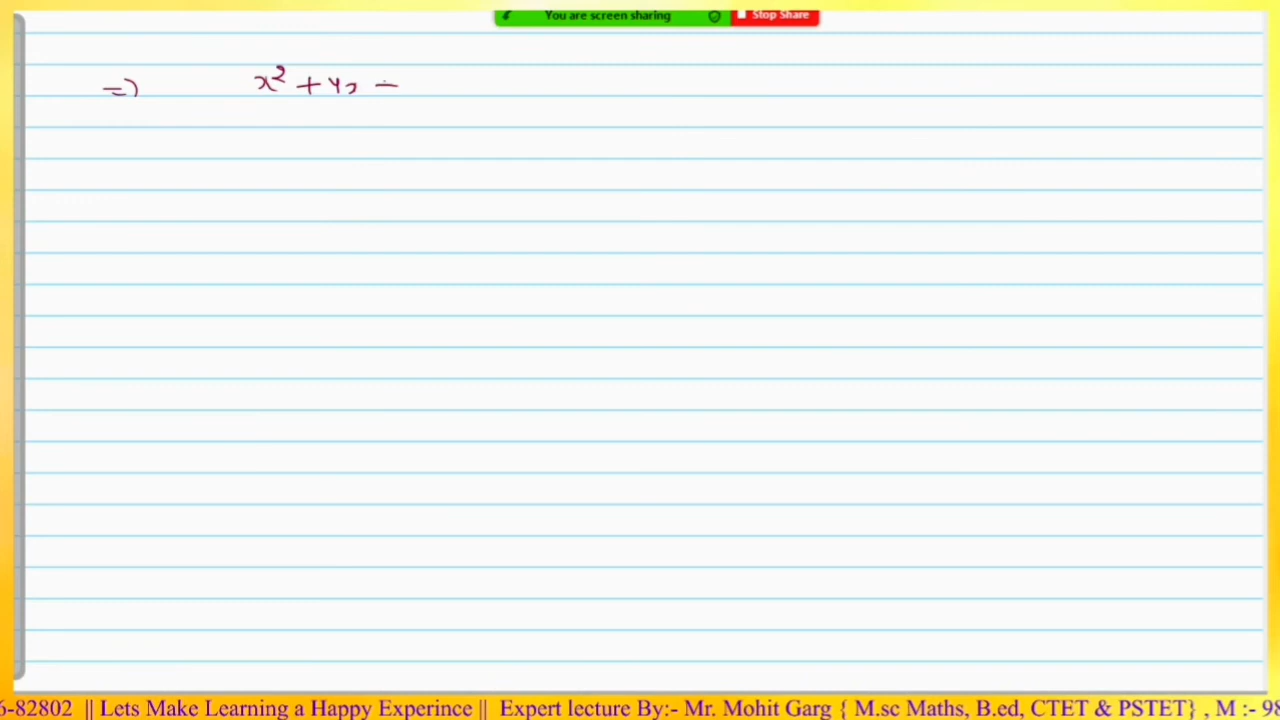 You are screen sharing Stop Share
=) x² + 4x =
6-82802 || Lets Make Learning a Happy Experince || Expert lecture By:- Mr. Mohit Garg { M.sc Maths, B.ed, CTET & PSTET} , M :- 98